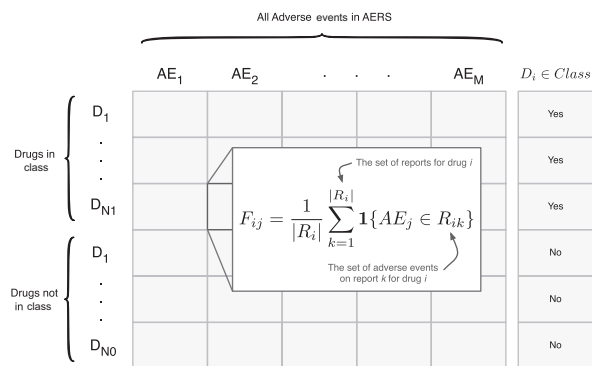 All Adverse events in AERS
AE1 AE2 . . . AEM Di ∈ Class
D1 Yes
Drugs in
class
. Yes
.
.
DN1 Yes
The set of reports for drug i
Fij = 1/|Ri| ∑k=1|Ri| 1{AEj ∈ Rik}
The set of adverse events
on report k for drug i
Drugs not
in class
D1 No
. No
.
.
DN0 No